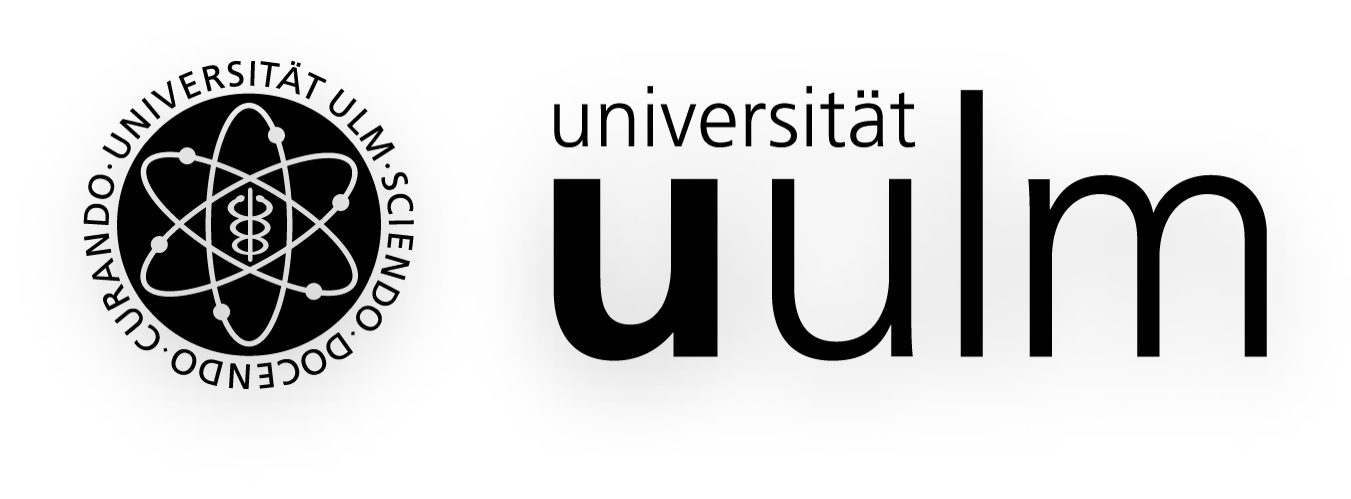 UNIVERSITÄT ULM · SCIENDO · DOCENDO · CURANDO ·
universität
uulm